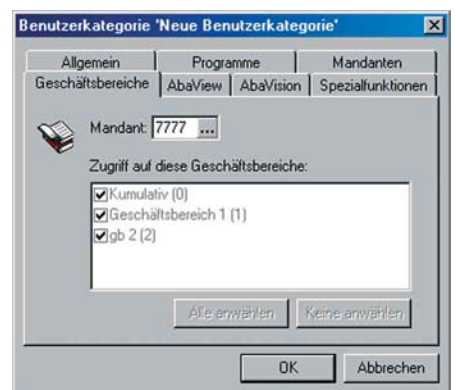 Benutzerkategorie 'Neue Benutzerkategorie'
Allgemein Programme Mandanten
Geschäftsbereiche AbaView AbaVision Spezialfunktionen
Mandant: 7777 ...
Zugriff auf diese Geschäftsbereiche:
Kumulativ (0)
Geschäftsbereich 1 (1)
gb 2 (2)
Alle anwählen Keine anwählen
OK Abbrechen